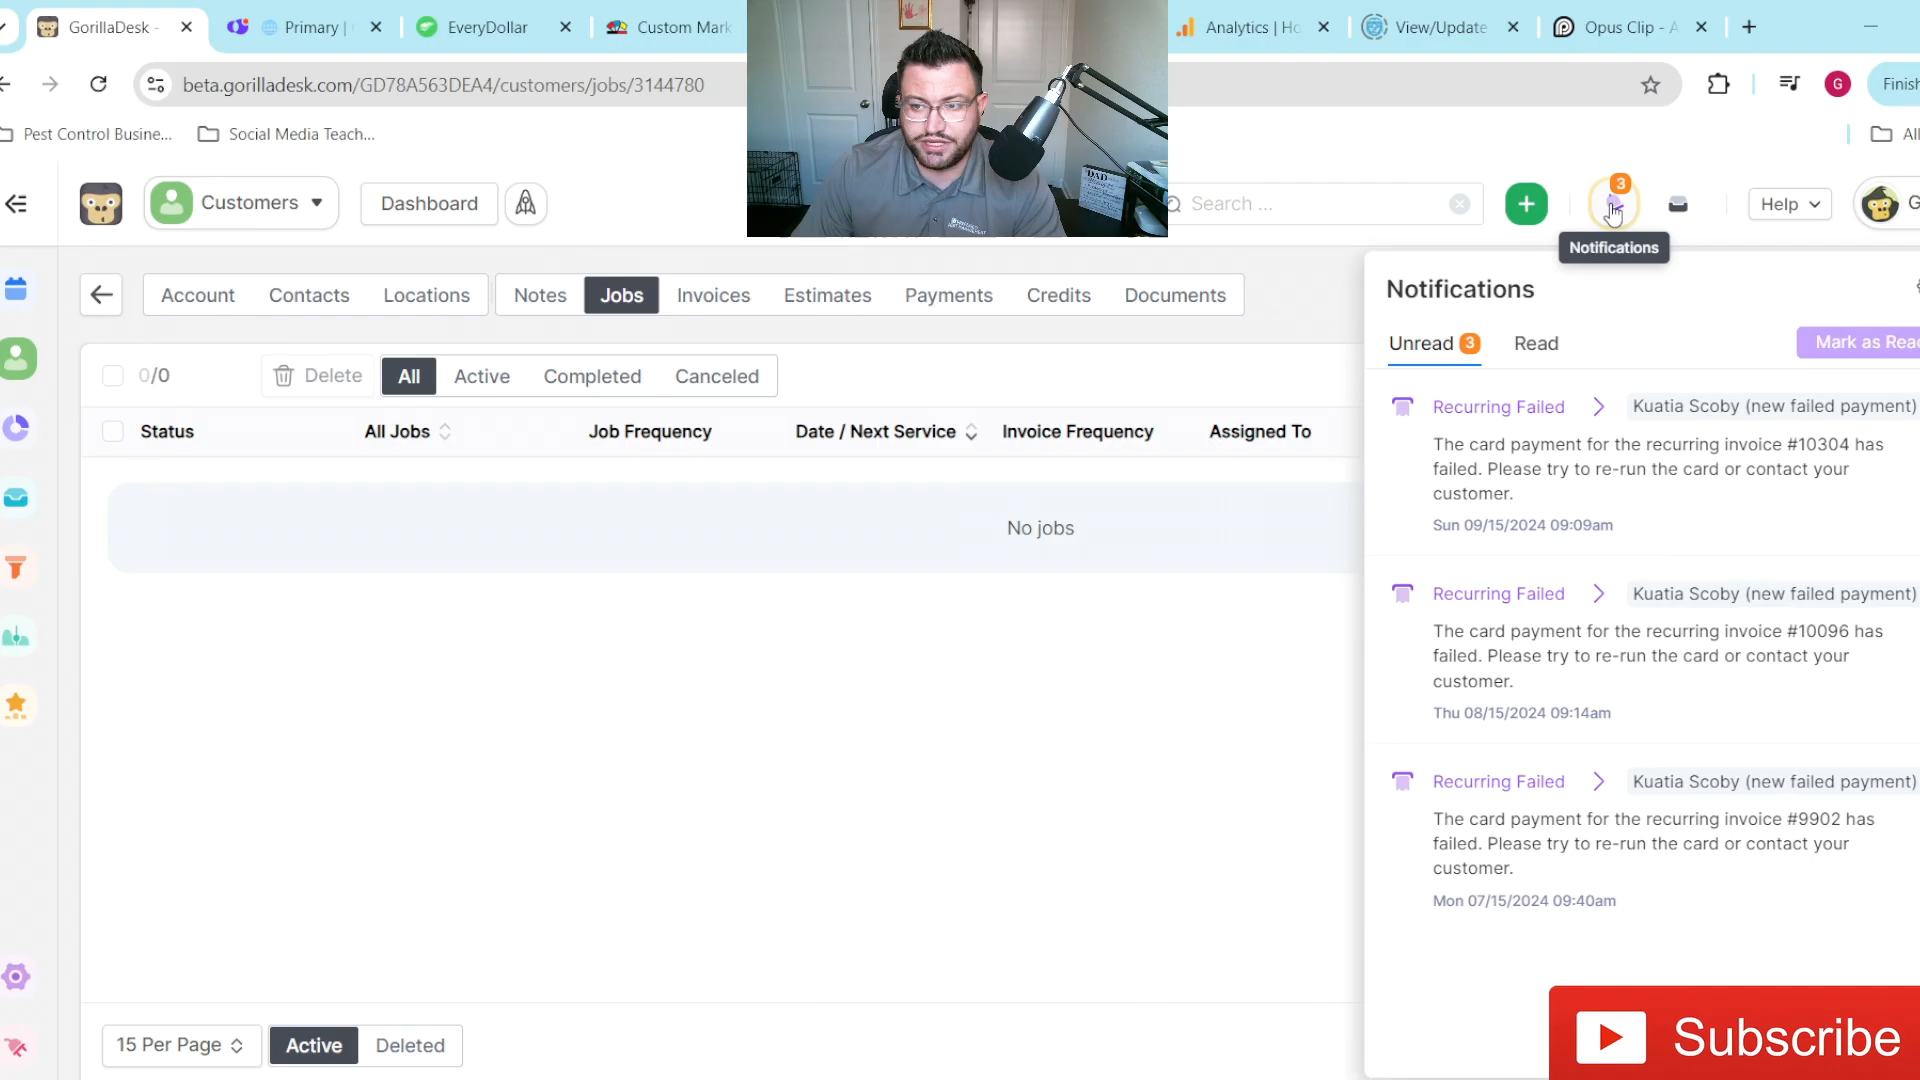 GorillaDesk -
Primary |
EveryDollar
Custom Mark
Analytics | Ho
View/Update
Opus Clip - A
beta.gorilladesk.com/GD78A563DEA4/customers/jobs/3144780
G
Finish
Pest Control Busine...
Social Media Teach...
All
Customers
Dashboard
Search ...
3
Help
G
Notifications
DAD
Account
Contacts
Locations
Notes
Jobs
Invoices
Estimates
Payments
Credits
Documents
0/0
Delete
All
Active
Completed
Canceled
Status
All Jobs
Job Frequency
Date / Next Service
Invoice Frequency
Assigned To
No jobs
15 Per Page
Active
Deleted
Notifications
Unread 3
Read
Mark as Read
Recurring Failed
Kuatia Scoby (new failed payment)
The card payment for the recurring invoice #10304 has
failed. Please try to re-run the card or contact your
customer.
Sun 09/15/2024 09:09am
Recurring Failed
Kuatia Scoby (new failed payment)
The card payment for the recurring invoice #10096 has
failed. Please try to re-run the card or contact your
customer.
Thu 08/15/2024 09:14am
Recurring Failed
Kuatia Scoby (new failed payment)
The card payment for the recurring invoice #9902 has
failed. Please try to re-run the card or contact your
customer.
Mon 07/15/2024 09:40am
Subscribe